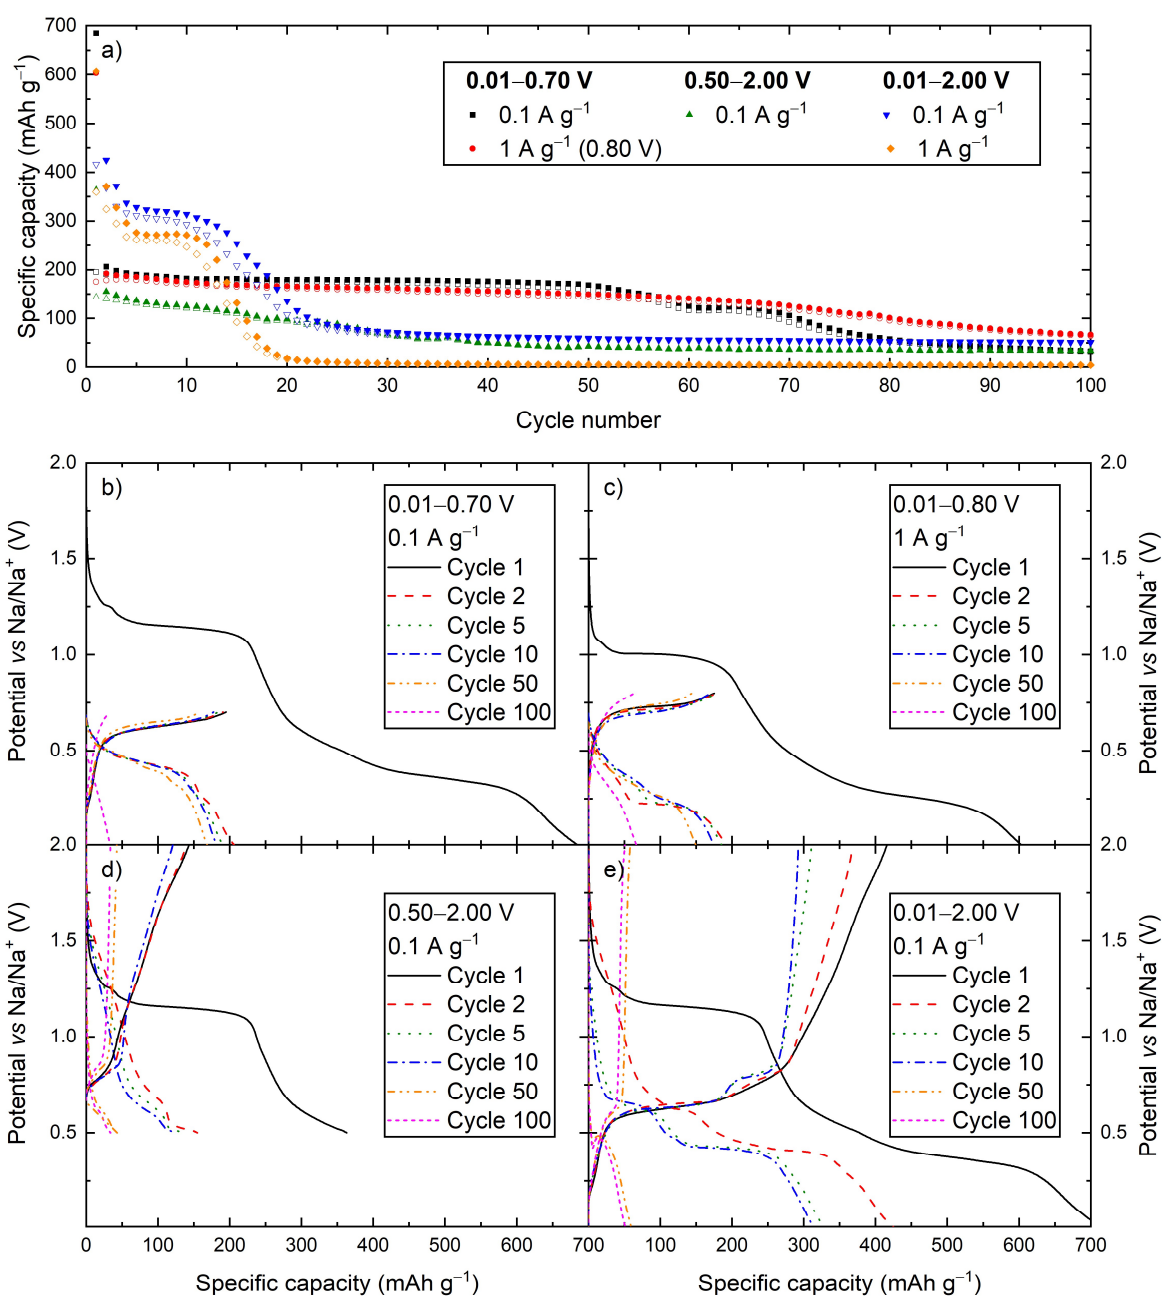 700
600
500
400
300
200
100
0
Specific capacity (mAh g⁻¹)
a)
0.01–0.70 V 0.50–2.00 V 0.01–2.00 V
0.1 A g⁻¹ 0.1 A g⁻¹ 0.1 A g⁻¹
1 A g⁻¹ (0.80 V) 1 A g⁻¹
0 10 20 30 40 50 60 70 80 90 100
Cycle number
2.0
1.5
1.0
0.5
2.0
Potential vs Na/Na⁺ (V)
b)
0.01–0.70 V
0.1 A g⁻¹
Cycle 1
Cycle 2
Cycle 5
Cycle 10
Cycle 50
Cycle 100
c)
0.01–0.80 V
1 A g⁻¹
Cycle 1
Cycle 2
Cycle 5
Cycle 10
Cycle 50
Cycle 100
2.0
1.5
1.0
0.5
2.0
Potential vs Na/Na⁺ (V)
1.5
1.0
0.5
Potential vs Na/Na⁺ (V)
d)
0.50–2.00 V
0.1 A g⁻¹
Cycle 1
Cycle 2
Cycle 5
Cycle 10
Cycle 50
Cycle 100
e)
0.01–2.00 V
0.1 A g⁻¹
Cycle 1
Cycle 2
Cycle 5
Cycle 10
Cycle 50
Cycle 100
1.5
1.0
0.5
Potential vs Na/Na⁺ (V)
0 100 200 300 400 500 600 700 100 200 300 400 500 600 700
Specific capacity (mAh g⁻¹) Specific capacity (mAh g⁻¹)